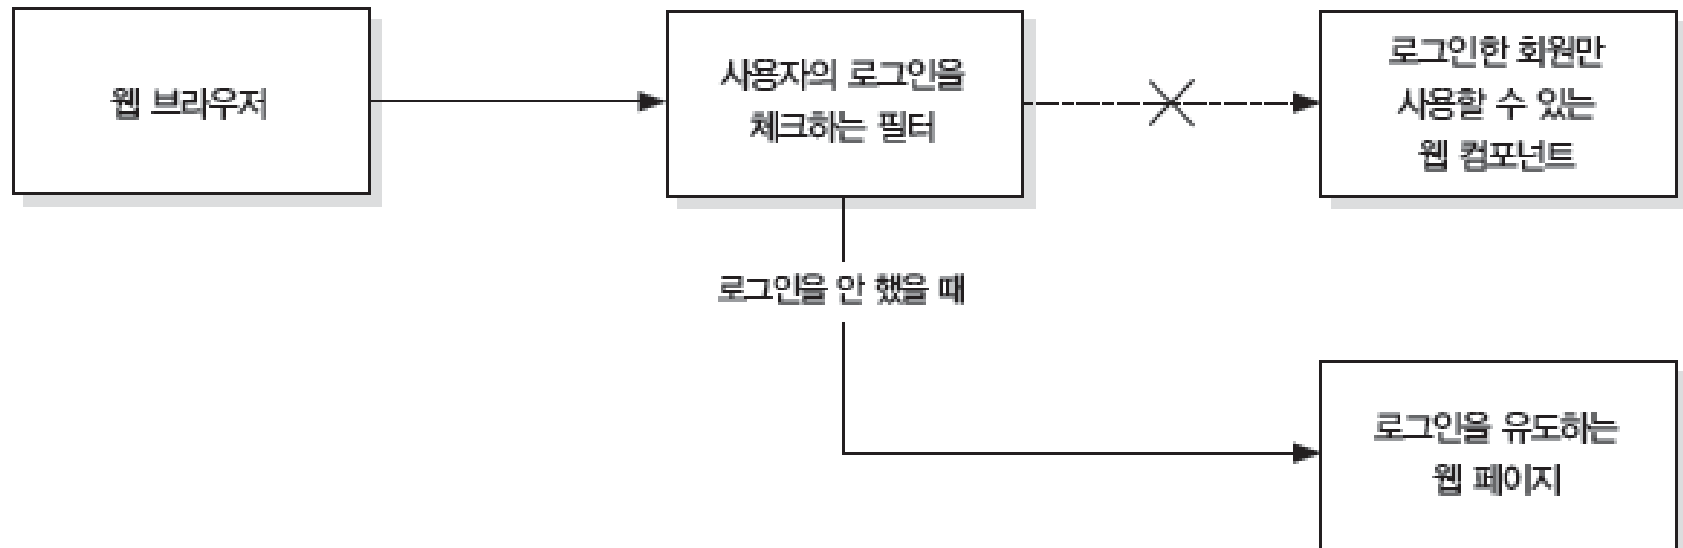 웹 브라우저
사용자의 로그인을
체크하는 필터
로그인한 회원만
사용할 수 있는
웹 컴포넌트
로그인을 안 했을 때
로그인을 유도하는
웹 페이지